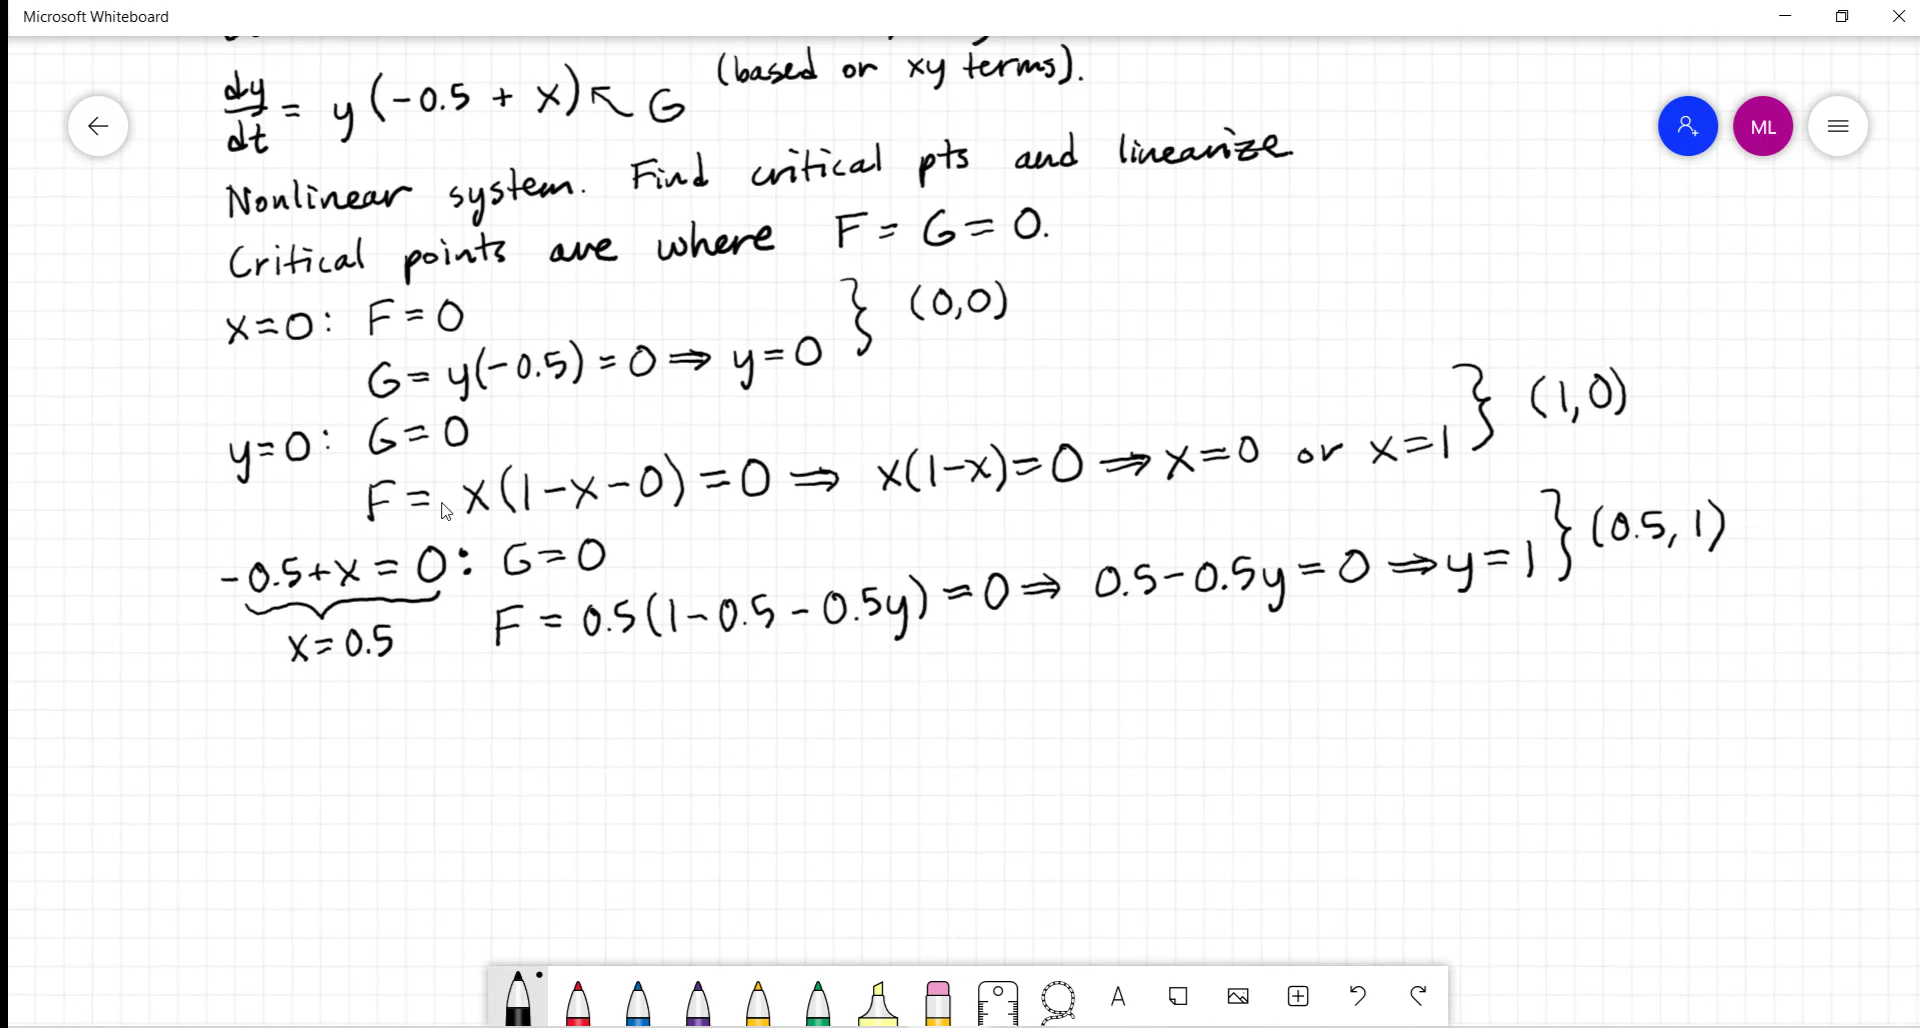 Microsoft Whiteboard
(based on xy terms).
dy/dt = y(-0.5 + x) ↖ G
ML
Nonlinear system. Find critical pts and linearize
Critical points are where F = G = 0.
x=0: F=0
G= y(-0.5) = 0 ⇒ y=0 } (0,0)
y=0: G=0
F= x(1-x-0) = 0 ⇒ x(1-x)=0 ⇒ x=0 or x=1 } (1,0)
-0.5+x = 0: G=0
x=0.5
F = 0.5(1-0.5-0.5y) = 0 ⇒ 0.5-0.5y=0 ⇒ y=1 } (0.5, 1)
A